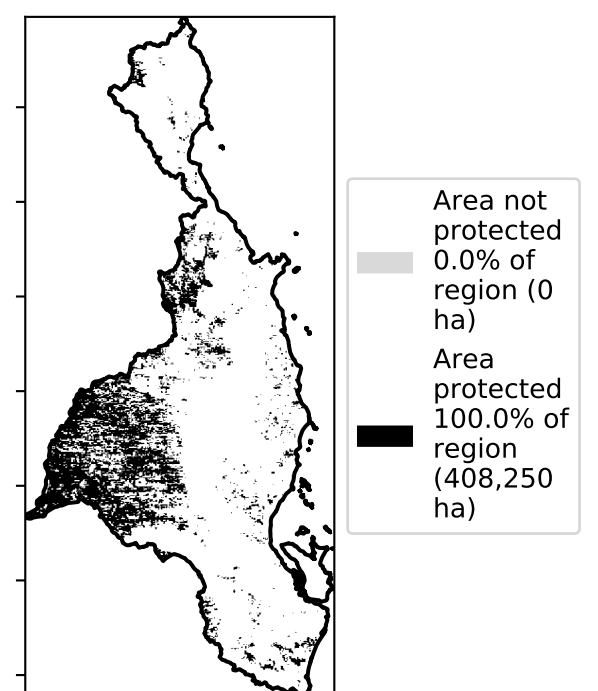 Area not
protected
0.0% of
region (0
ha)
Area
protected
100.0% of
region
(408,250
ha)